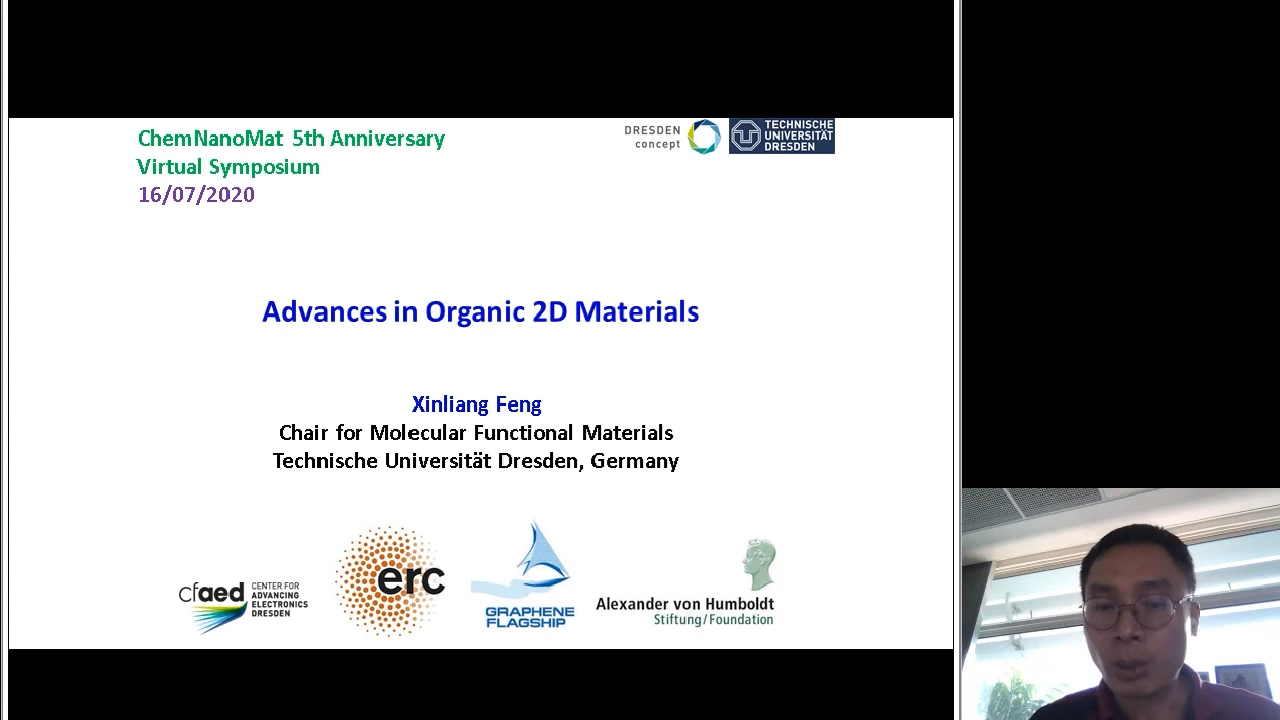 ChemNanoMat 5th Anniversary
Virtual Symposium
16/07/2020
DRESDEN
concept
TECHNISCHE
UNIVERSITÄT
DRESDEN
Advances in Organic 2D Materials
Xinliang Feng
Chair for Molecular Functional Materials
Technische Universität Dresden, Germany
cfaed
CENTER FOR
ADVANCING
ELECTRONICS
DRESDEN
erc
GRAPHENE
FLAGSHIP
Alexander von Humboldt
Stiftung/Foundation